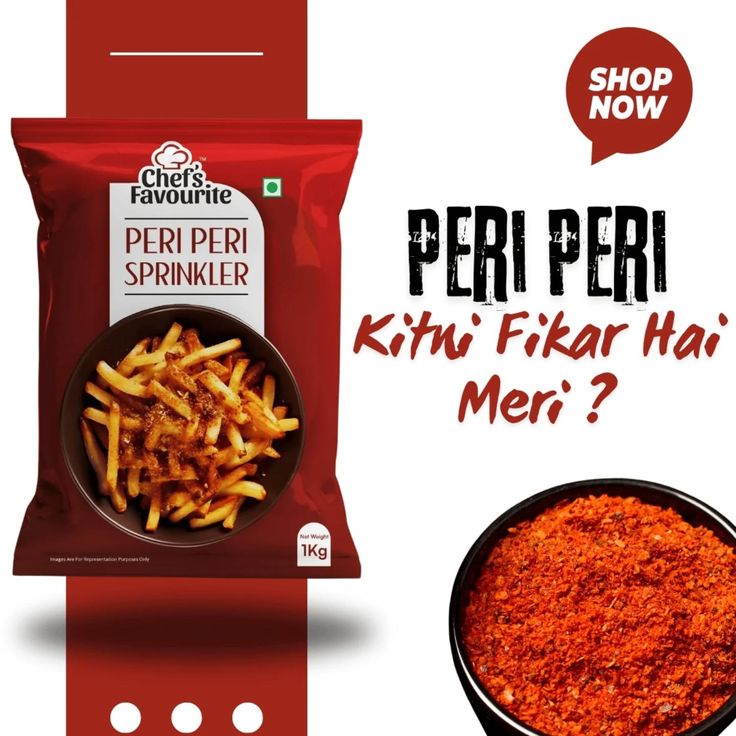 SHOP
NOW
Chef's
Favourite
TM
PERI PERI
SPRINKLER
PERI PERI
Kitni Fikar Hai
Meri ?
Net Weight
1Kg
Images Are For Representation Purposes Only